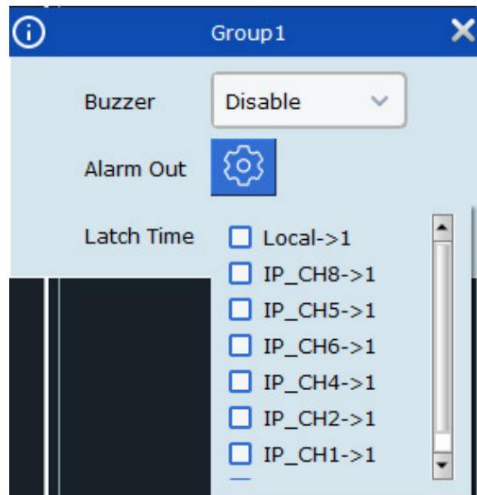 Group1
Buzzer Disable
Alarm Out
Latch Time
Local->1
IP_CH8->1
IP_CH5->1
IP_CH6->1
IP_CH4->1
IP_CH2->1
IP_CH1->1